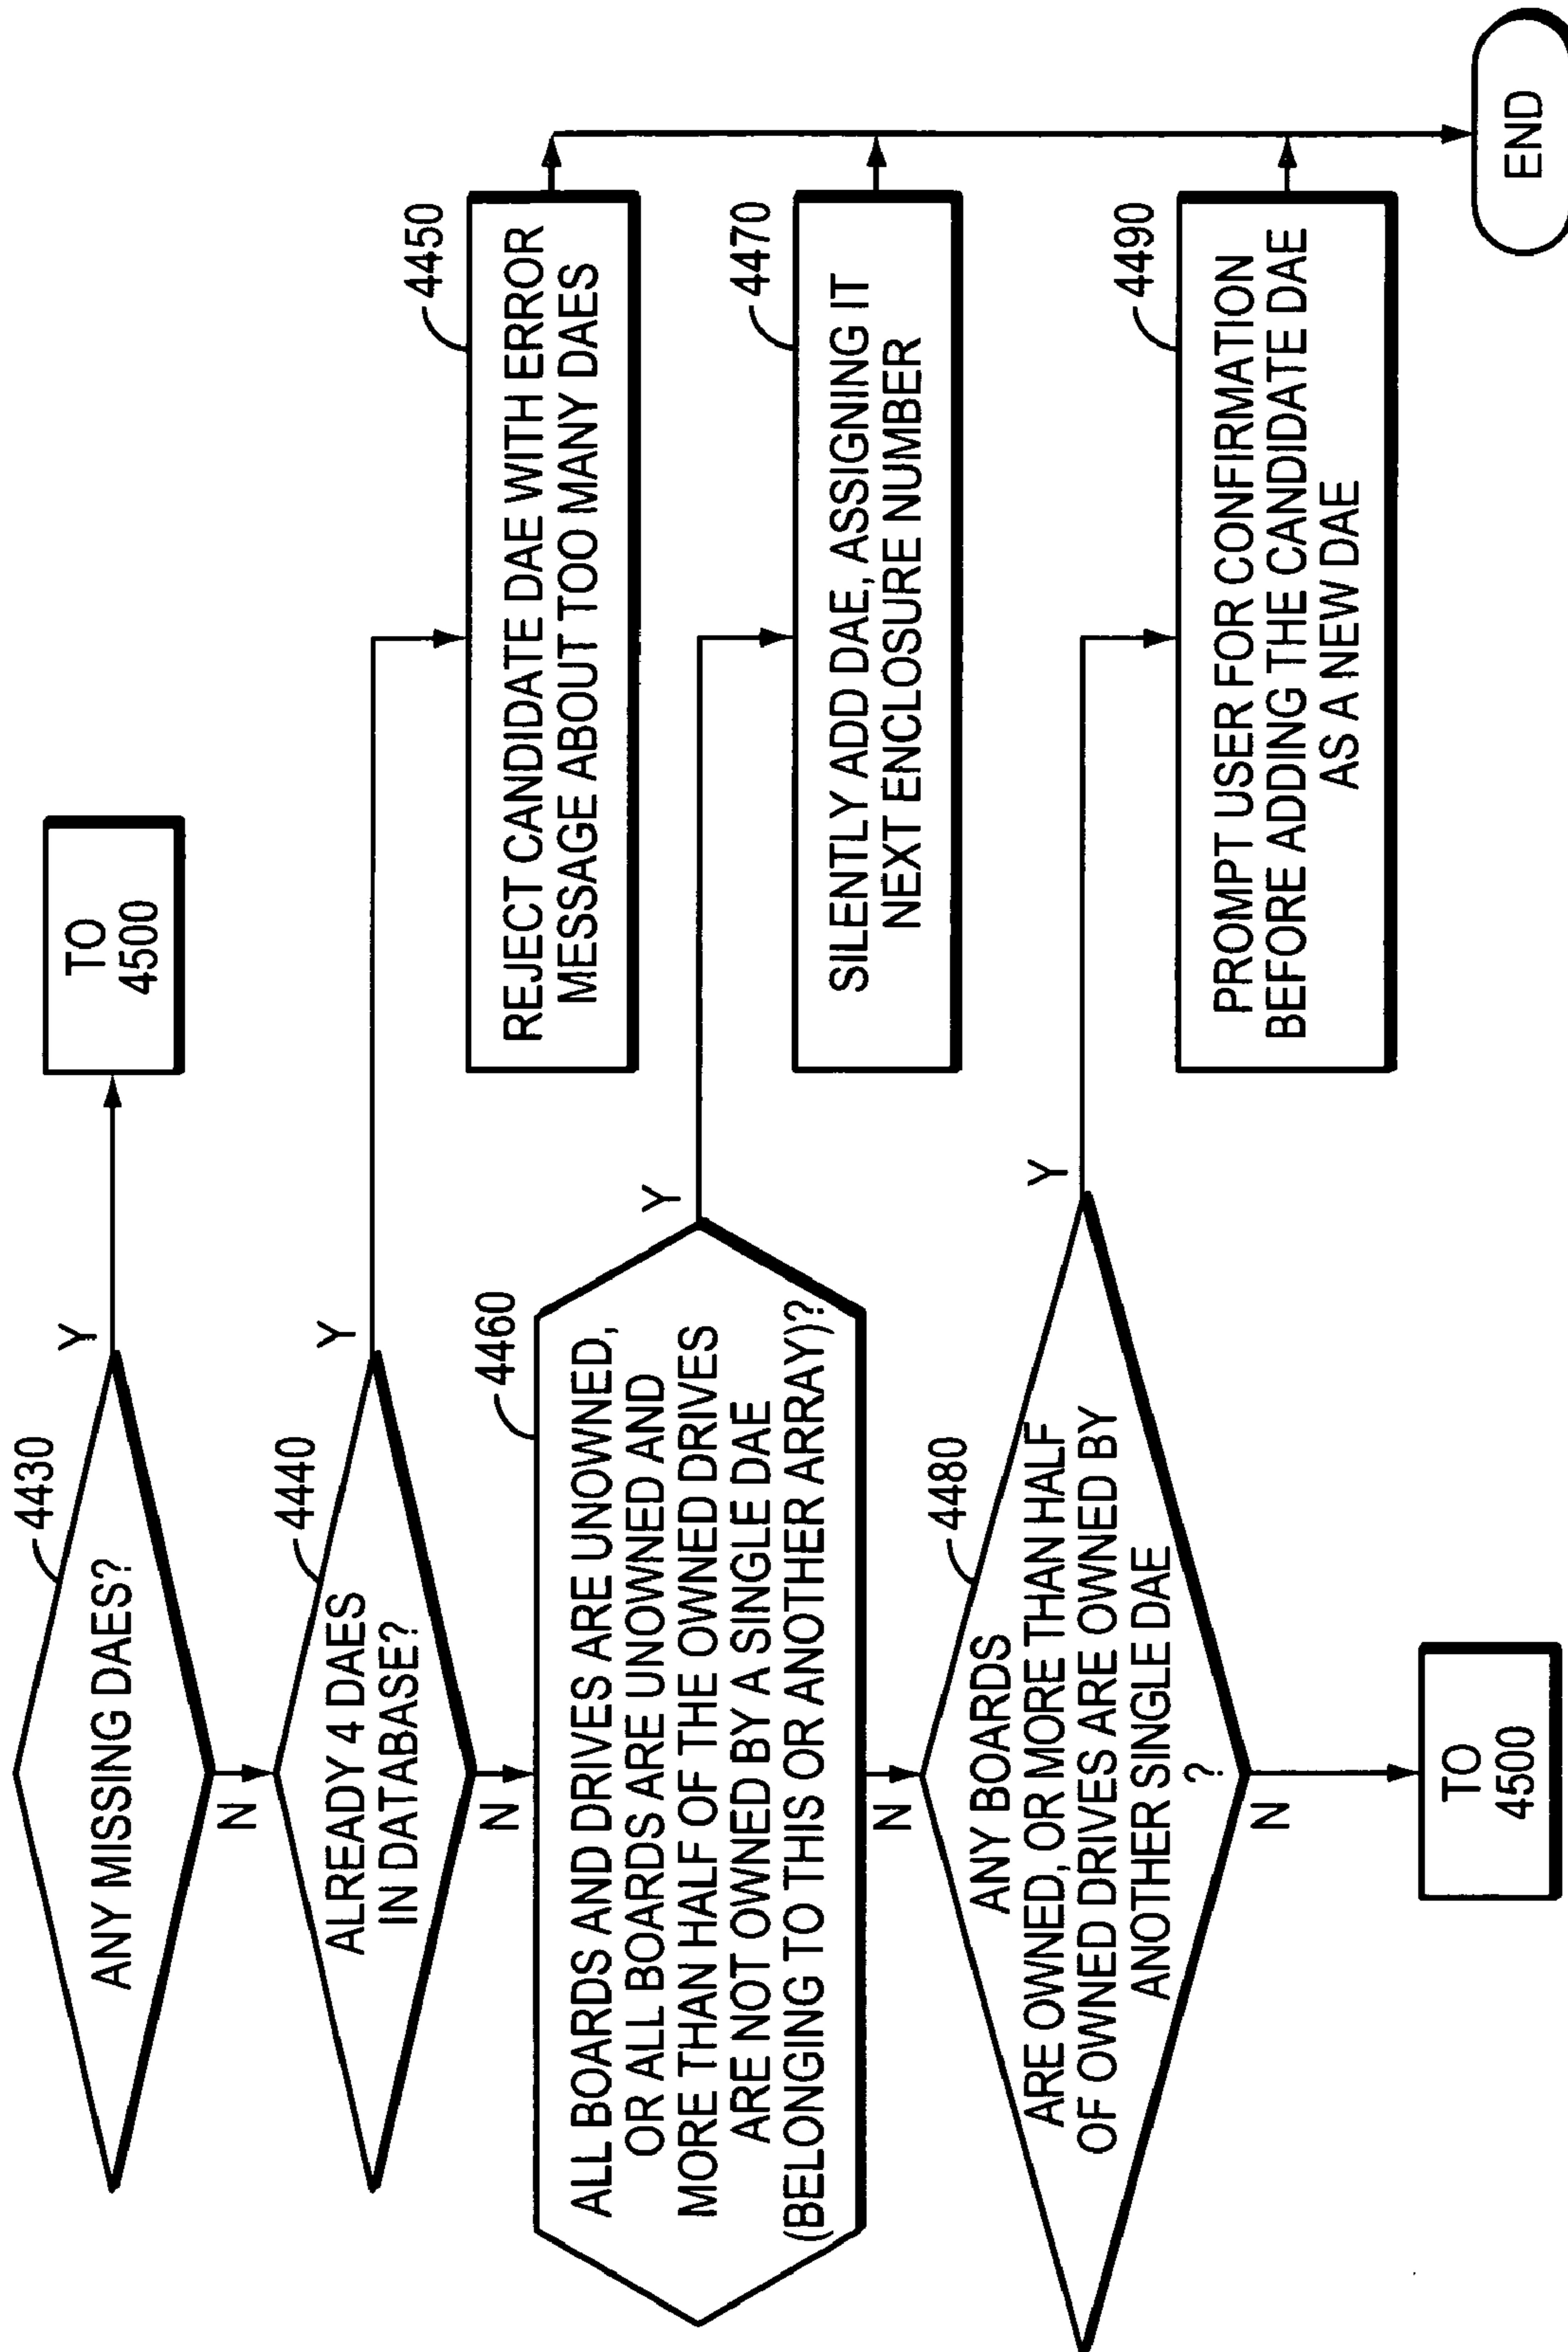 4430
ANY MISSING DAES?
Y
TO
4500
N
4440
ALREADY 4 DAES
IN DATABASE?
Y
4450
REJECT CANDIDATE DAE WITH ERROR
MESSAGE ABOUT TOO MANY DAES
N
4460
ALL BOARDS AND DRIVES ARE UNOWNED,
OR ALL BOARDS ARE UNOWNED AND
MORE THAN HALF OF THE OWNED DRIVES
ARE NOT OWNED BY A SINGLE DAE
(BELONGING TO THIS OR ANOTHER ARRAY)?
Y
4470
SILENTLY ADD DAE, ASSIGNING IT
NEXT ENCLOSURE NUMBER
N
4480
ANY BOARDS
ARE OWNED, OR MORE THAN HALF
OF OWNED DRIVES ARE OWNED BY
ANOTHER SINGLE DAE
?
Y
4490
PROMPT USER FOR CONFIRMATION
BEFORE ADDING THE CANDIDATE DAE
AS A NEW DAE
N
TO
4500
END